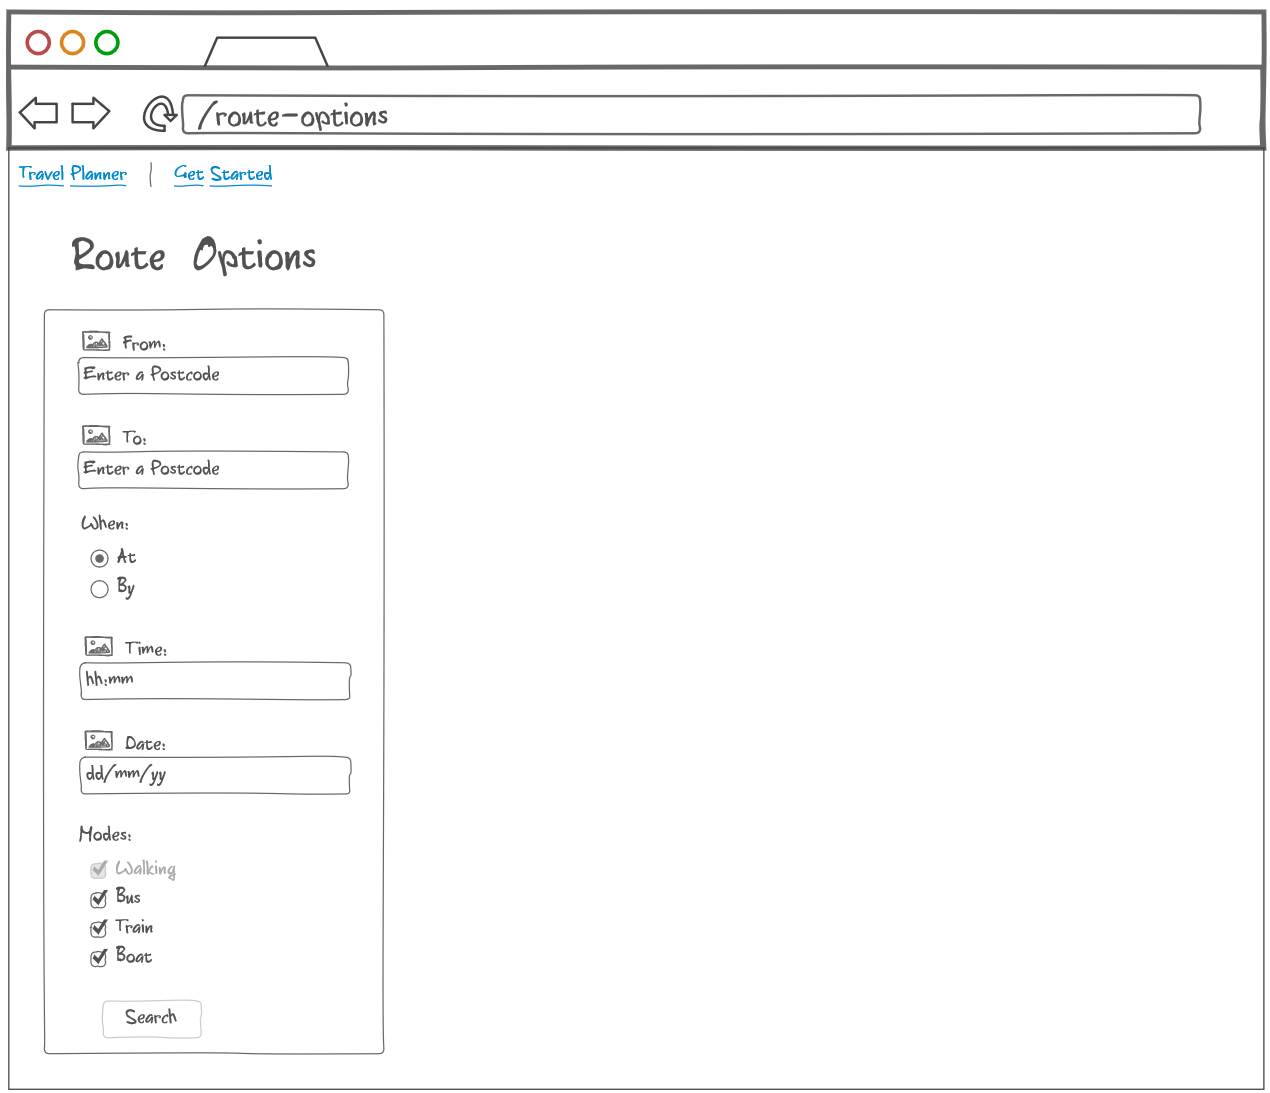 /route-options
Travel Planner | Get Started
Route Options
From:
Enter a Postcode
To:
Enter a Postcode
When:
At
By
Time:
hh:mm
Date:
dd/mm/yy
Modes:
Walking
Bus
Train
Boat
Search